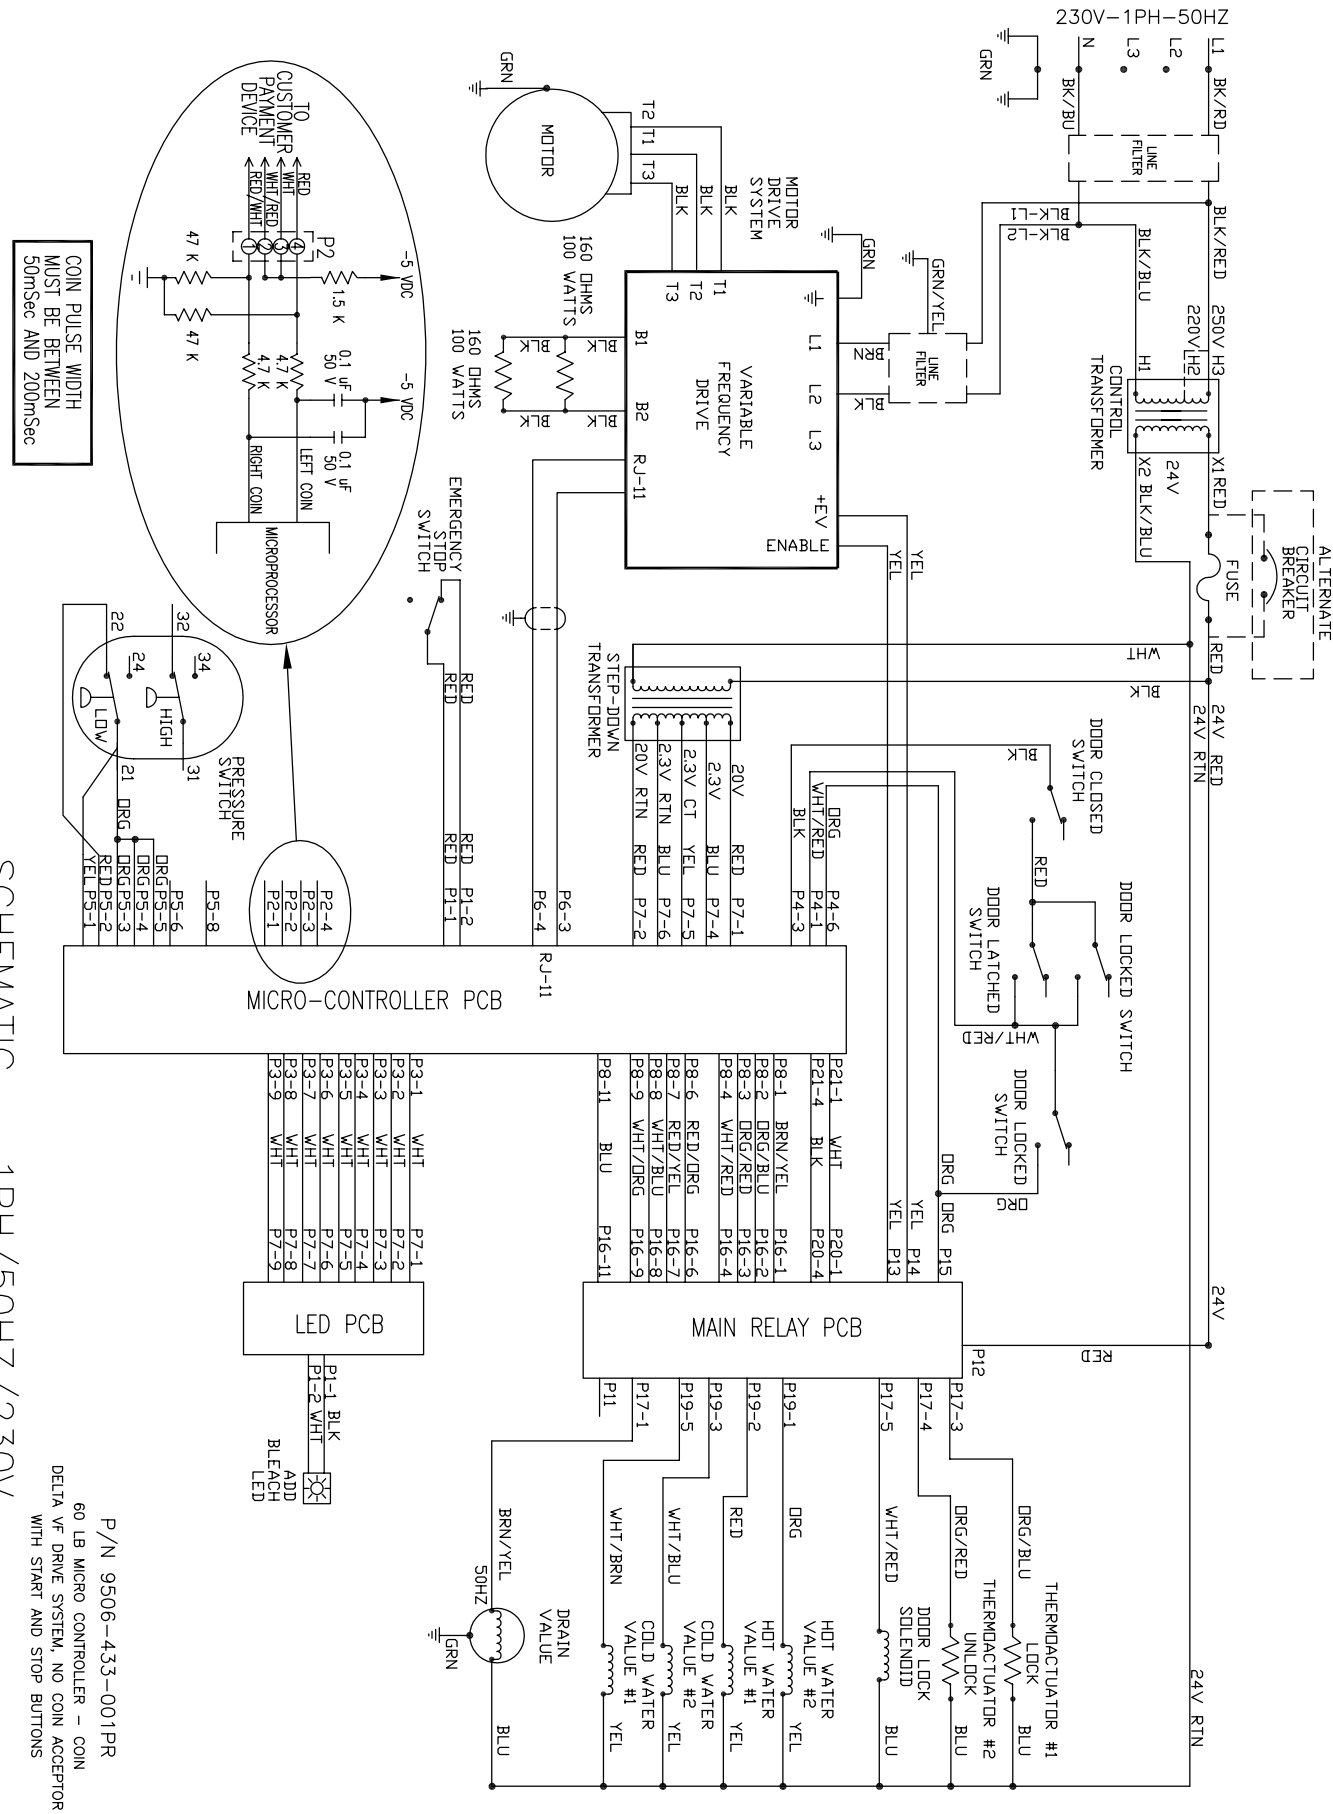 230V-1PH-50HZ
GRN
N
L3
L2
L1
BK/BU
BK/RD
LINE
FILTER
BLK-L1
BLK-L2
BLK/BLU
BLK/RED
220V
H2
250V H3
H1
CONTROL
TRANSFORMER
24V
X1 RED
X2 BLK/BLU
ALTERNATE
CIRCUIT
BREAKER
FUSE
RED
WHT
BLK
24V RED
24V RTN
GRN
MOTOR
T2
T1
T3
BLK
BLK
BLK
MOTOR
DRIVE
SYSTEM
GRN
GRN/YEL
LINE
FILTER
BRN
BLK
T1
T2
T3
L1
L2
L3
+EV
ENABLE
VARIABLE
FREQUENCY
DRIVE
B1
B2
RJ-11
160 OHMS
100 WATTS
160 OHMS
100 WATTS
BLK
BLK
BLK
BLK
YEL
YEL
TO
CUSTOMER
PAYMENT
DEVICE
RED
WHT
WHT/RED
RED/WHT
P2
4
3
2
1
-5 VDC
1.5 K
47 K
47 K
4.7 K
4.7 K
0.1 uF
50 V
-5 VDC
0.1 uF
50 V
LEFT COIN
RIGHT COIN
MICROPROCESSOR
COIN PULSE WIDTH
MUST BE BETWEEN
50mSec AND 200mSec
EMERGENCY
STOP
SWITCH
RED
RED
RED P1-2
RED P1-1
22
24
32
34
LOW
HIGH
21
31
PRESSURE
SWITCH
ORG
YEL P5-1
RED P5-2
ORG P5-3
ORG P5-4
ORG P5-5
P5-6
P5-8
P2-1
P2-2
P2-3
P2-4
P6-4
P6-3
RJ-11
STEP-DOWN
TRANSFORMER
20V RTN RED P7-2
2.3V RTN BLU P7-6
2.3V CT YEL P7-5
2.3V BLU P7-4
20V RED P7-1
BLK P4-3
WHT/RED P4-1
ORG P4-6
BLK
DOOR CLOSED
SWITCH
RED
DOOR LATCHED
SWITCH
DOOR LOCKED SWITCH
WHT/RED
DOOR LOCKED
SWITCH
ORG
MICRO-CONTROLLER PCB
P3-9 WHT P7-9
P3-8 WHT P7-8
P3-7 WHT P7-7
P3-6 WHT P7-6
P3-5 WHT P7-5
P3-4 WHT P7-4
P3-3 WHT P7-3
P3-2 WHT P7-2
P3-1 WHT P7-1
P8-11 BLU P16-11
P8-9 WHT/ORG P16-9
P8-8 WHT/BLU P16-8
P8-7 RED/YEL P16-7
P8-6 RED/ORG P16-6
P8-4 WHT/RED P16-4
P8-3 ORG/RED P16-3
P8-2 ORG/BLU P16-2
P8-1 BRN/YEL P16-1
P21-4 BLK P20-4
P21-1 WHT P20-1
YEL P13
YEL P14
ORG
ORG P15
24V
RED
P12
LED PCB
MAIN RELAY PCB
P1-1 BLK
P1-2 WHT
ADD
BLEACH
LED
P11
P17-1
P19-5
P19-3
P19-2
P19-1
P17-5
P17-4
P17-3
BRN/YEL
50HZ
GRN
DRAIN
VALUE
BLU
WHT/BRN
COLD WATER
VALUE #1
YEL
WHT/BLU
COLD WATER
VALUE #2
YEL
RED
HOT WATER
VALUE #1
YEL
ORG
HOT WATER
VALUE #2
YEL
WHT/RED
DOOR LOCK
SOLENOID
BLU
ORG/RED
THERMOACTUATOR #2
UNLOCK
BLU
ORG/BLU
THERMOACTUATOR #1
LOCK
BLU
24V RTN
SCHEMATIC 1PH/50HZ/230V
P/N 9506-433-001PR
60 LB MICRO CONTROLLER - COIN
DELTA VF DRIVE SYSTEM, NO COIN ACCEPTOR
WITH START AND STOP BUTTONS